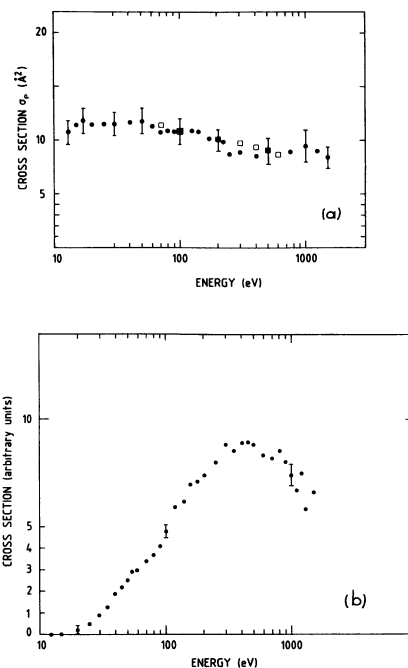 20
10
5
CROSS SECTION σp (Å²)
(a)
10 100 1000
ENERGY (eV)
10
5
4
3
2
1
0
CROSS SECTION (arbitrary units)
(b)
10 100 1000
ENERGY (eV)